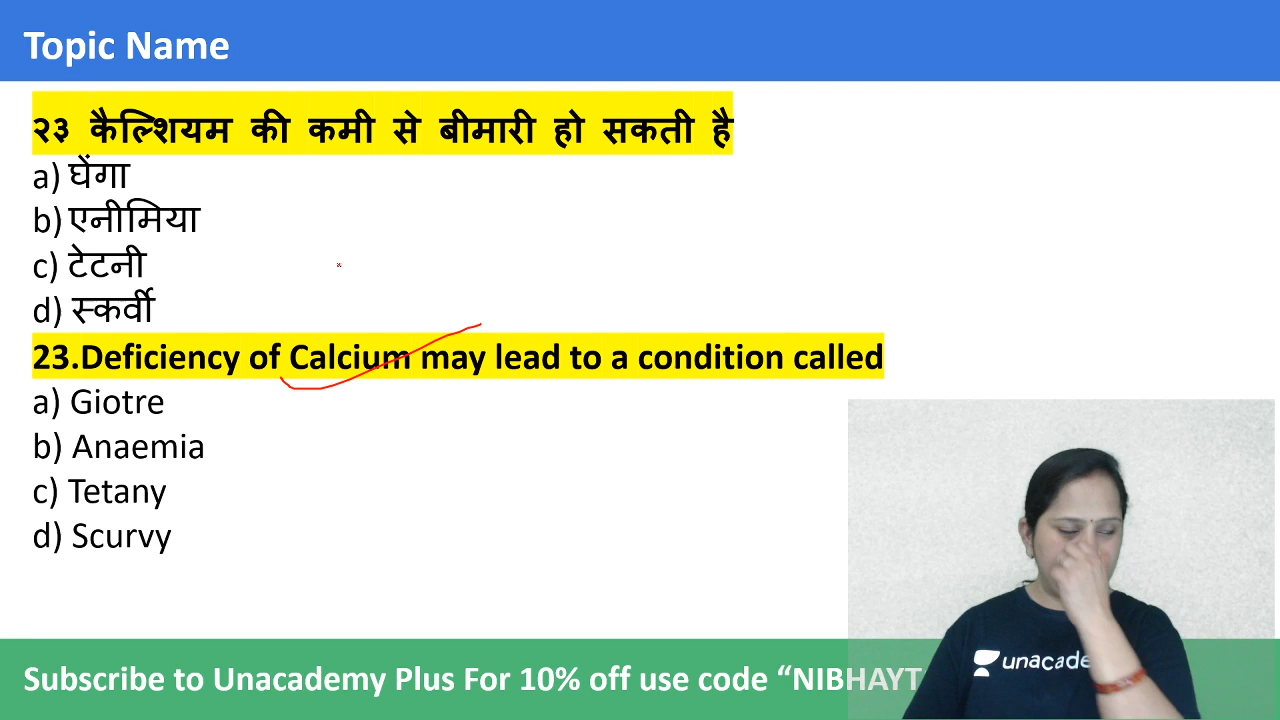 Topic Name
२३ कैल्शियम की कमी से बीमारी हो सकती है
a) घेंगा
b) एनीमिया
c) टेटनी
d) स्कर्वी
23.Deficiency of Calcium may lead to a condition called
a) Giotre
b) Anaemia
c) Tetany
d) Scurvy
Subscribe to Unacademy Plus For 10% off use code “NIBHAYT
unacade